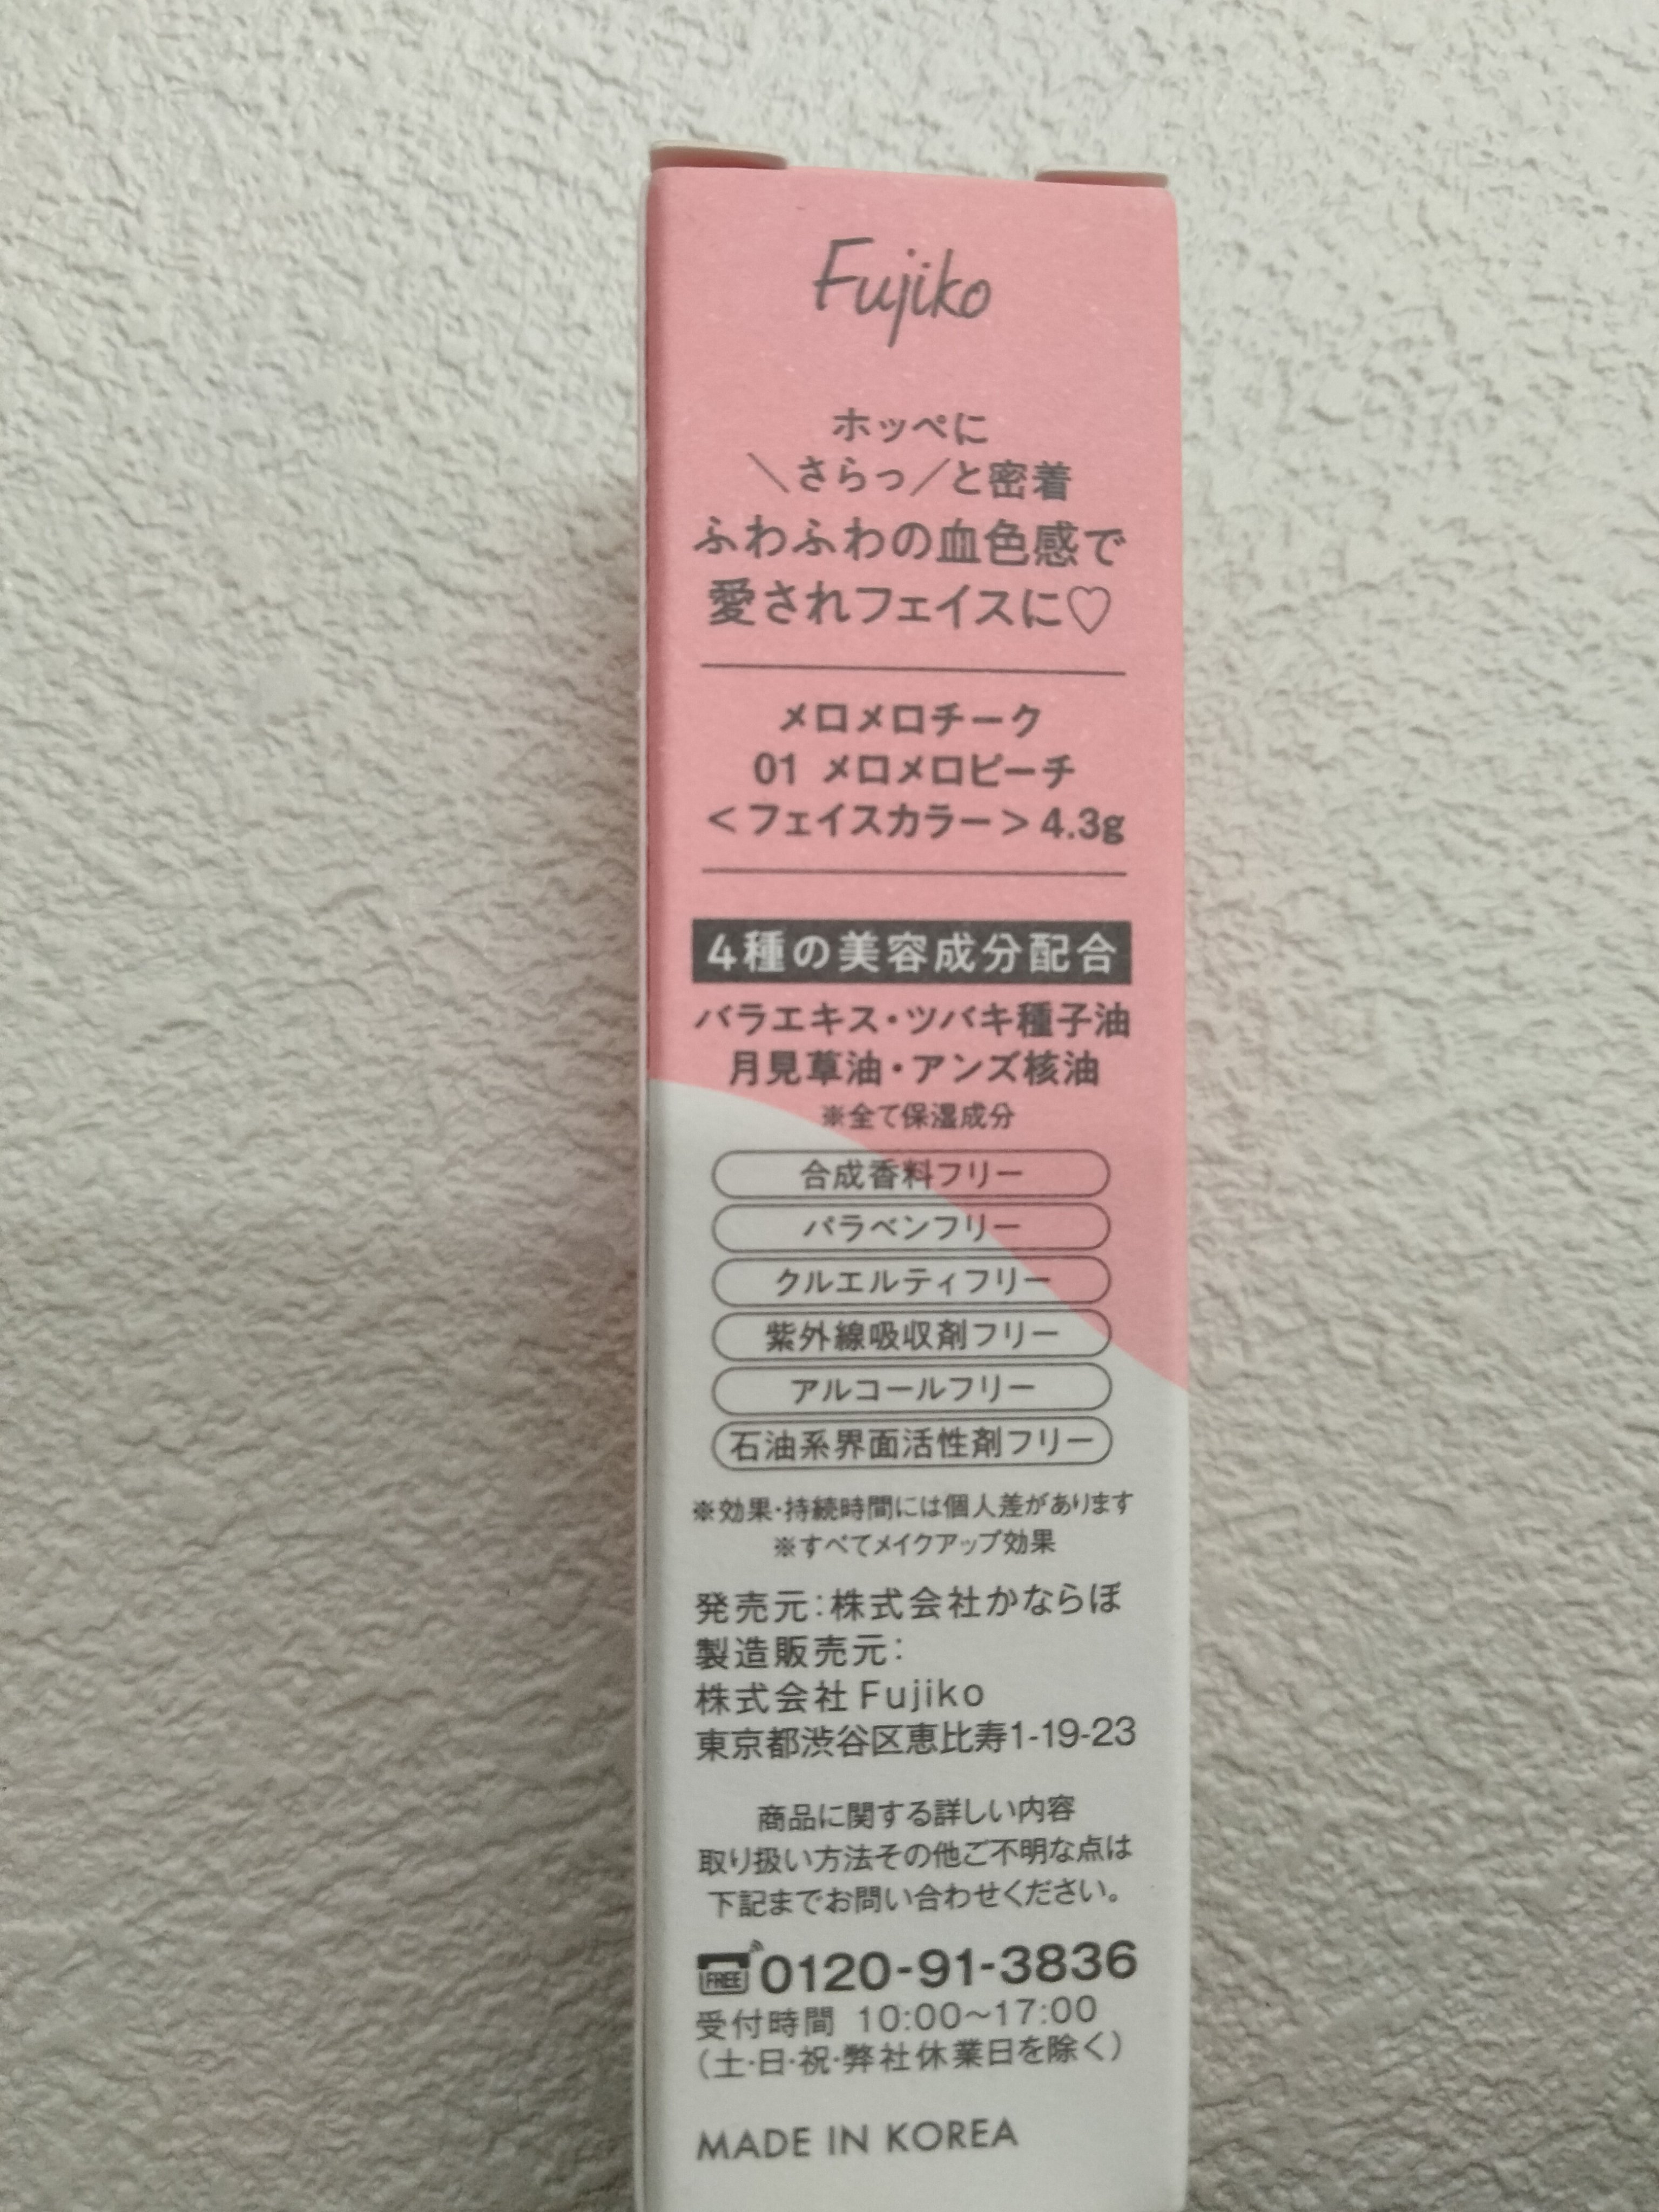 Fujiko
ホッペに
＼さらっ／と密着
ふわふわの血色感で
愛されフェイスに♡
メロメロチーク
01 メロメロピーチ
＜フェイスカラー＞4.3g
4種の美容成分配合
バラエキス・ツバキ種子油
月見草油・アンズ核油
※全て保湿成分
合成香料フリー
パラベンフリー
クルエルティフリー
紫外線吸収剤フリー
アルコールフリー
石油系界面活性剤フリー
※効果・持続時間には個人差があります
※すべてメイクアップ効果
発売元：株式会社かならぼ
製造販売元：
株式会社Fujiko
東京都渋谷区恵比寿1-19-23
商品に関する詳しい内容
取り扱い方法その他ご不明な点は
下記までお問い合わせください。
FREE 0120-91-3836
受付時間 10:00～17:00
（土・日・祝・弊社休業日を除く）
MADE IN KOREA